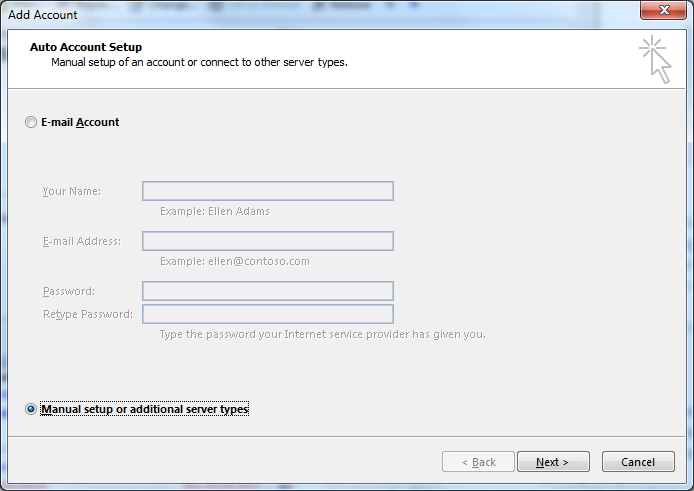 Add Account
Auto Account Setup
Manual setup of an account or connect to other server types.
E-mail Account
Your Name:
Example: Ellen Adams
E-mail Address:
Example: ellen@contoso.com
Password:
Retype Password:
Type the password your Internet service provider has given you.
Manual setup or additional server types
< Back Next > Cancel